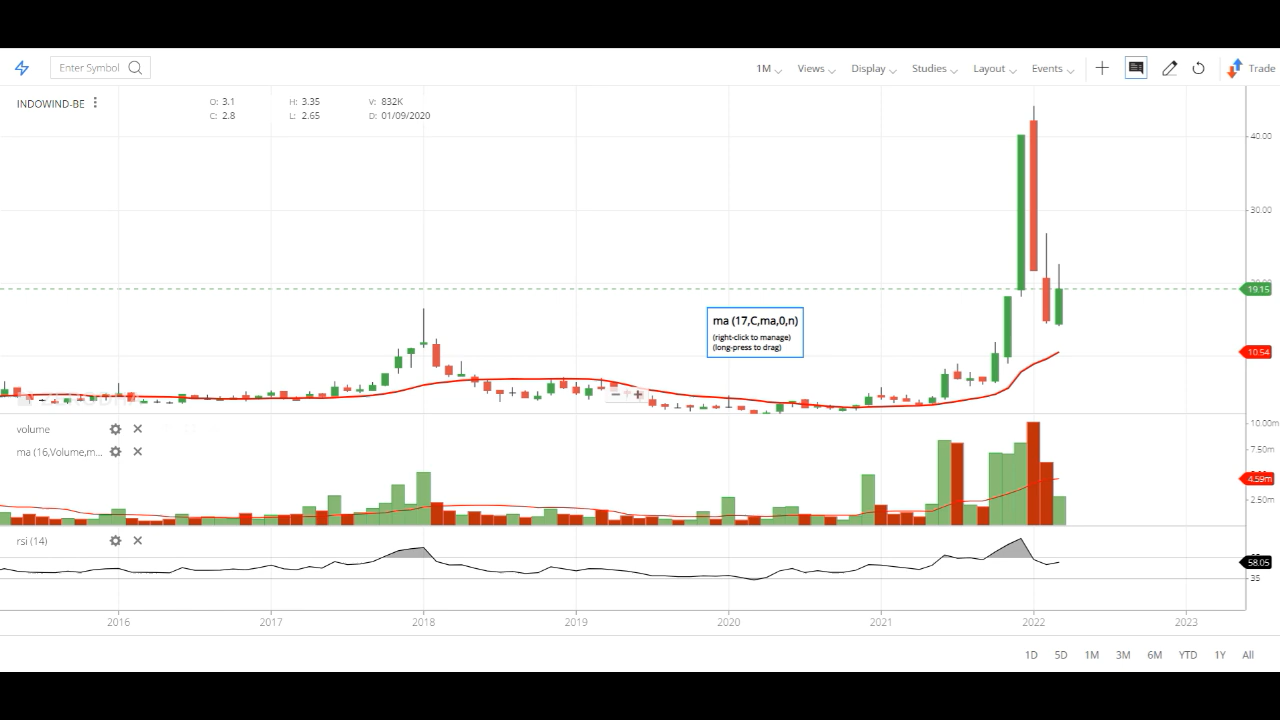 Enter Symbol
1M Views Display Studies Layout Events Trade
INDOWIND-BE O: 3.1 H: 3.35 V: 832K
C: 2.8 L: 2.65 D: 01/09/2020
40.00
30.00
19.15
ma (17,C,ma,0,n)
(right-click to manage)
(long-press to drag)
10.54
volume
10.00m
ma (16,Volume,m...
7.50m
4.59m
2.50m
rsi (14)
58.05
35
2016 2017 2018 2019 2020 2021 2022 2023
1D 5D 1M 3M 6M YTD 1Y All